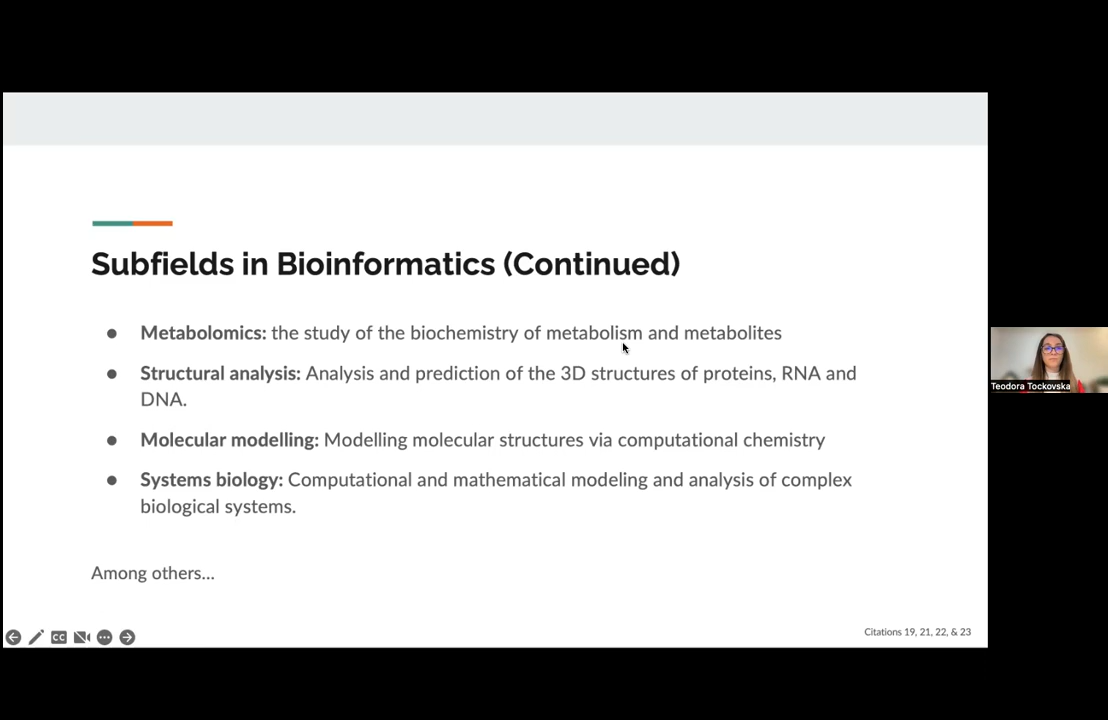 Subfields in Bioinformatics (Continued)
● Metabolomics: the study of the biochemistry of metabolism and metabolites
● Structural analysis: Analysis and prediction of the 3D structures of proteins, RNA and
DNA.
● Molecular modelling: Modelling molecular structures via computational chemistry
● Systems biology: Computational and mathematical modeling and analysis of complex
biological systems.
Among others...
CC
Citations 19, 21, 22, & 23
Teodora Tockovska